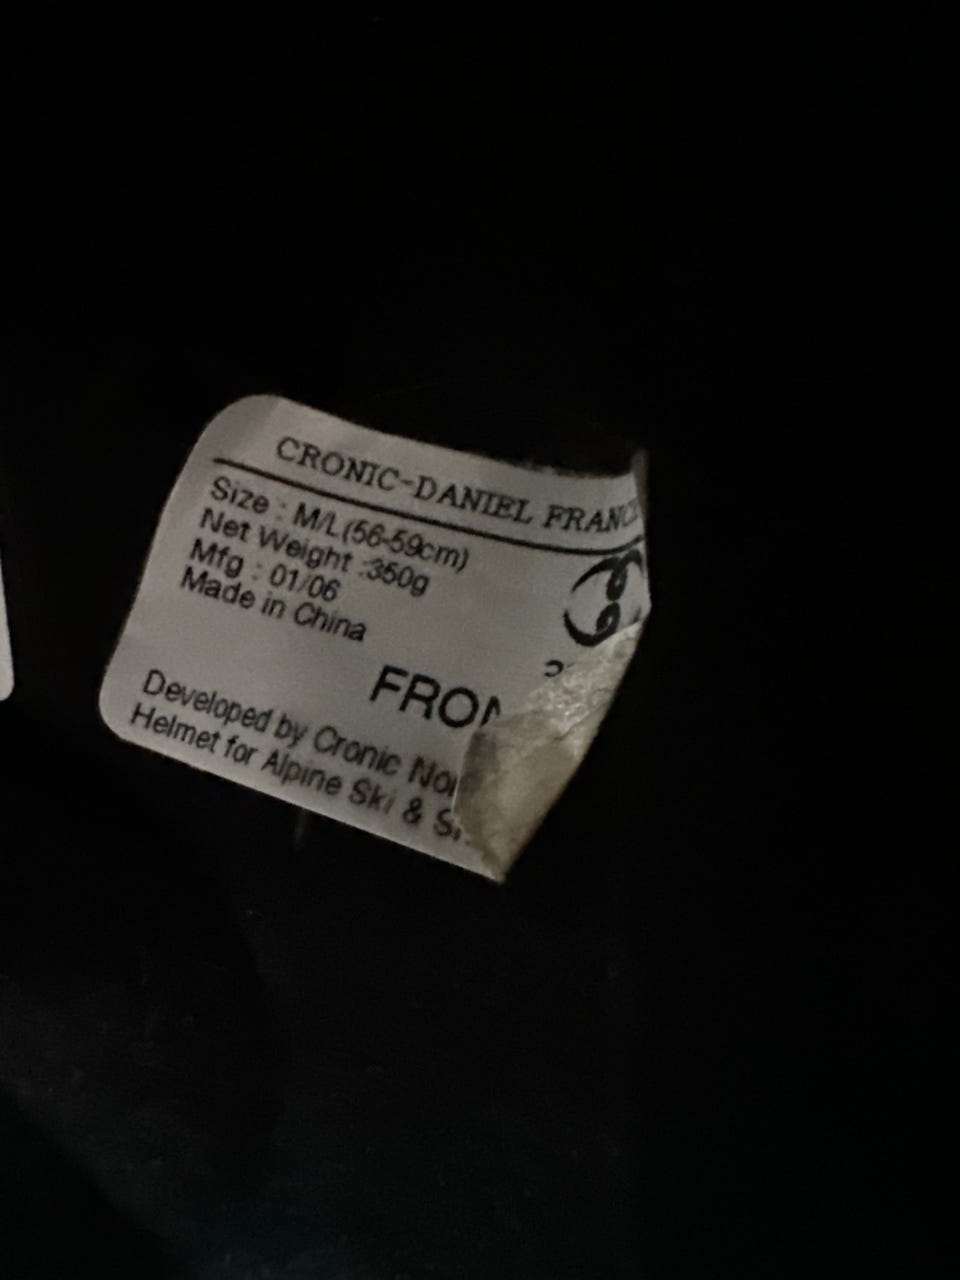 CRONIC-DANIEL FRANC
Size : M/L(56-59cm)
Net Weight :350g
Mfg : 01/06
Made in China
FRON
Developed by Cronic Nor
Helmet for Alpine Ski &